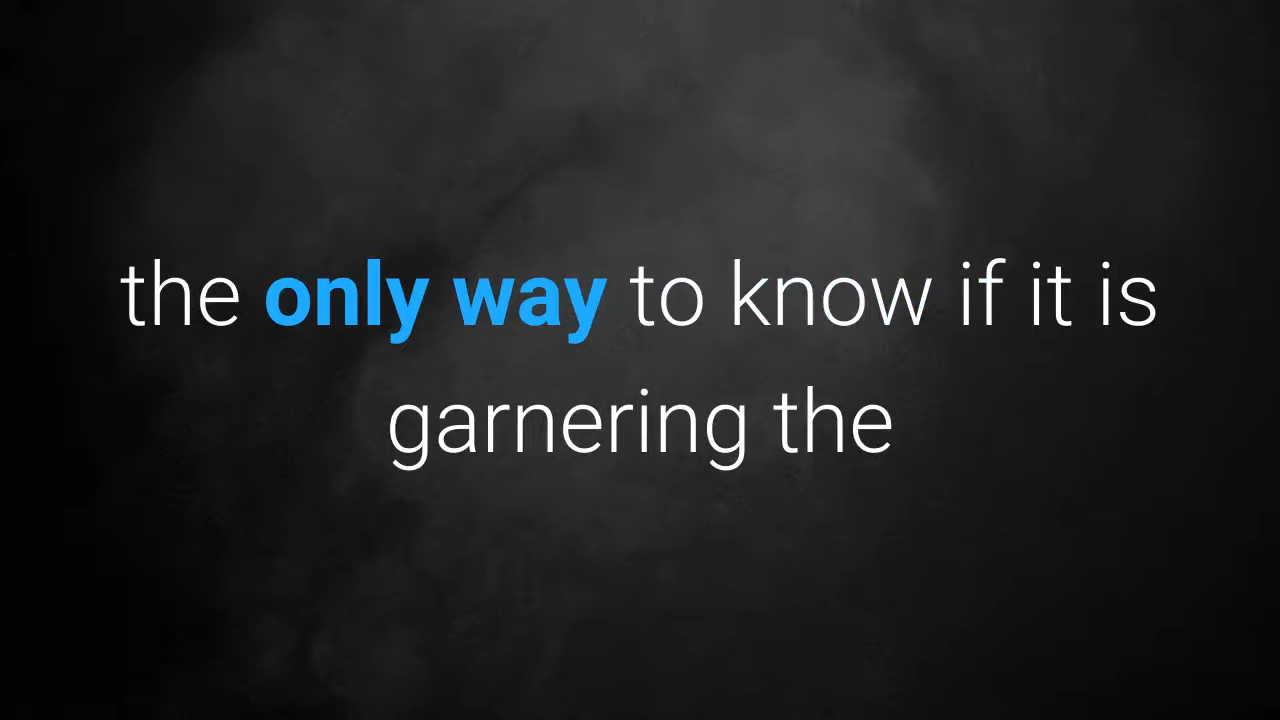 the only way to know if it is
garnering the